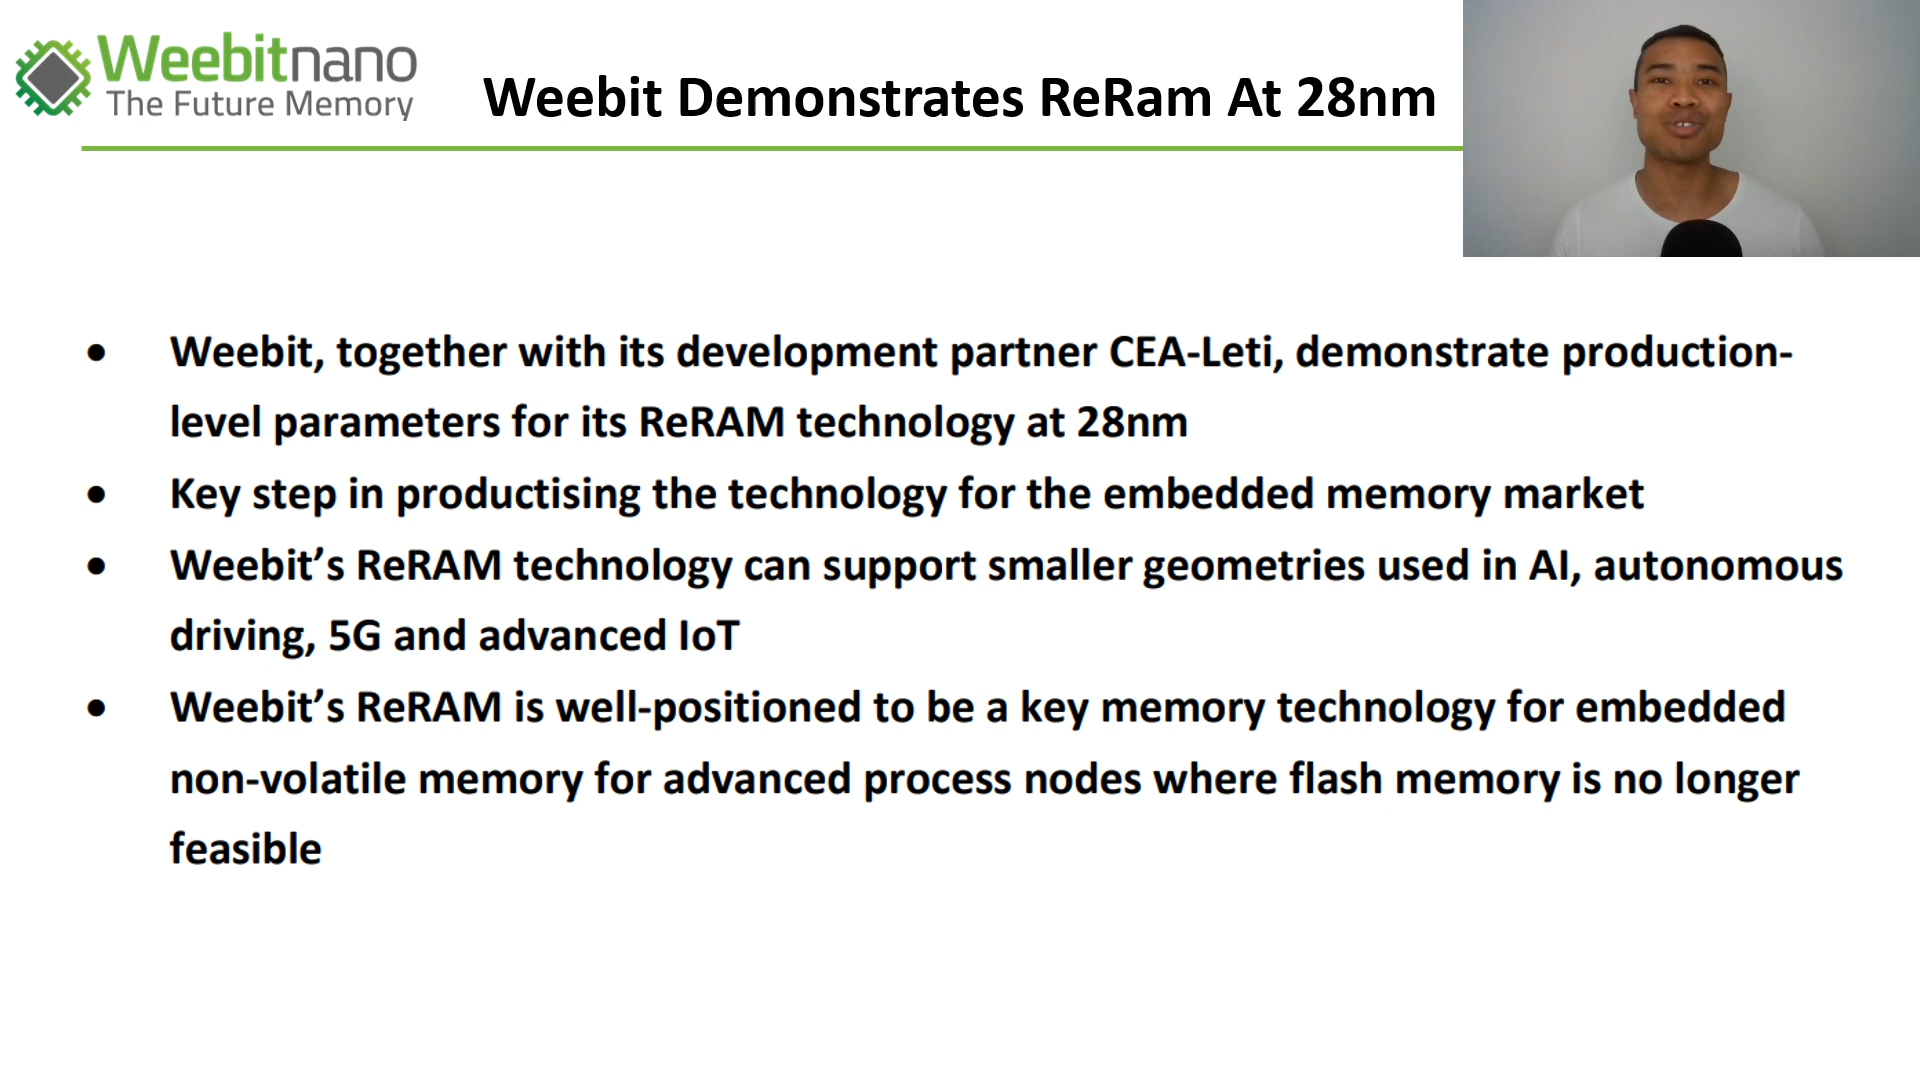 Weebitnano
The Future Memory
Weebit Demonstrates ReRam At 28nm
• Weebit, together with its development partner CEA-Leti, demonstrate production-
level parameters for its ReRAM technology at 28nm
• Key step in productising the technology for the embedded memory market
• Weebit’s ReRAM technology can support smaller geometries used in AI, autonomous
driving, 5G and advanced IoT
• Weebit’s ReRAM is well-positioned to be a key memory technology for embedded
non-volatile memory for advanced process nodes where flash memory is no longer
feasible